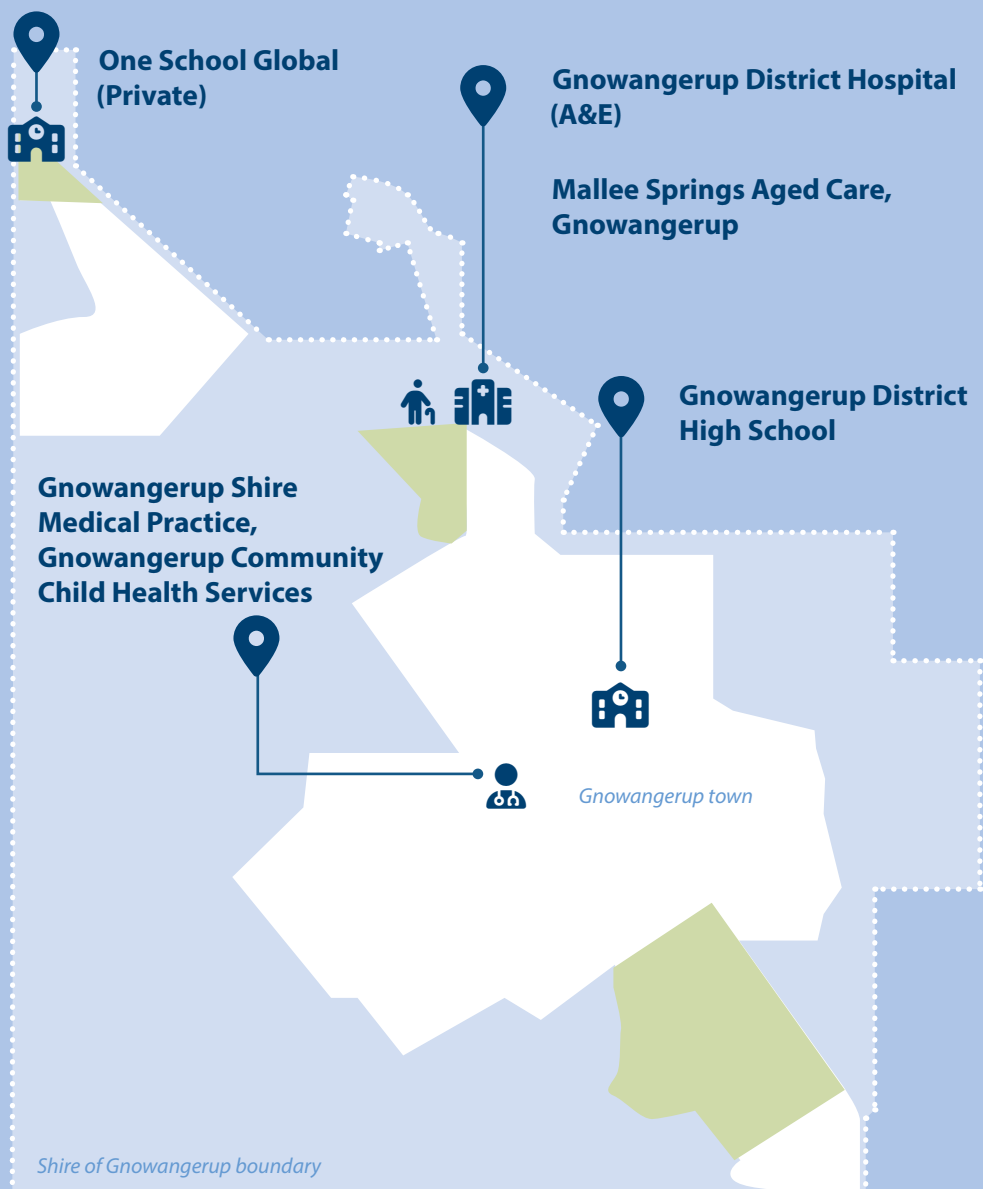 One School Global
(Private)
Gnowangerup District Hospital
(A&E)
Mallee Springs Aged Care,
Gnowangerup
Gnowangerup District
High School
Gnowangerup Shire
Medical Practice,
Gnowangerup Community
Child Health Services
Gnowangerup town
Shire of Gnowangerup boundary